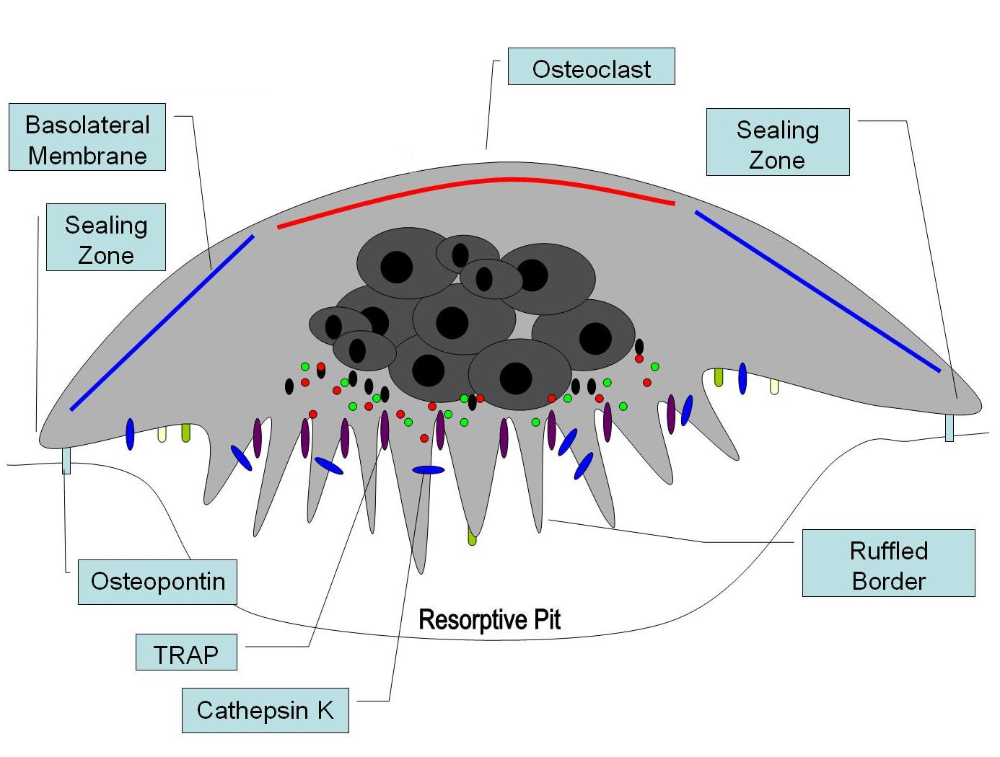 Osteoclast
Basolateral
Membrane
Sealing
Zone
Sealing
Zone
Ruffled
Border
Osteopontin
Resorptive Pit
TRAP
Cathepsin K